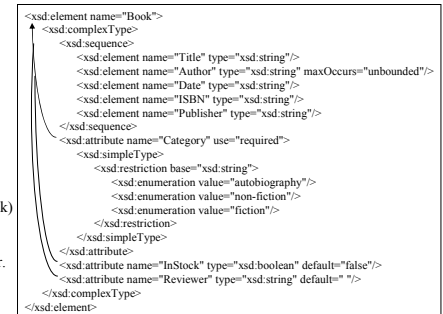 <xsd:element name="Book">
<xsd:complexType>
<xsd:sequence>
<xsd:element name="Title" type="xsd:string"/>
<xsd:element name="Author" type="xsd:string" maxOccurs="unbounded"/>
<xsd:element name="Date" type="xsd:string"/>
<xsd:element name="ISBN" type="xsd:string"/>
<xsd:element name="Publisher" type="xsd:string"/>
</xsd:sequence>
<xsd:attribute name="Category" use="required">
<xsd:simpleType>
<xsd:restriction base="xsd:string">
<xsd:enumeration value="autobiography"/>
<xsd:enumeration value="non-fiction"/>
k) <xsd:enumeration value="fiction"/>
</xsd:restriction>
</xsd:simpleType>
r. </xsd:attribute>
<xsd:attribute name="InStock" type="xsd:boolean" default="false"/>
<xsd:attribute name="Reviewer" type="xsd:string" default=" "/>
</xsd:complexType>
</xsd:element>